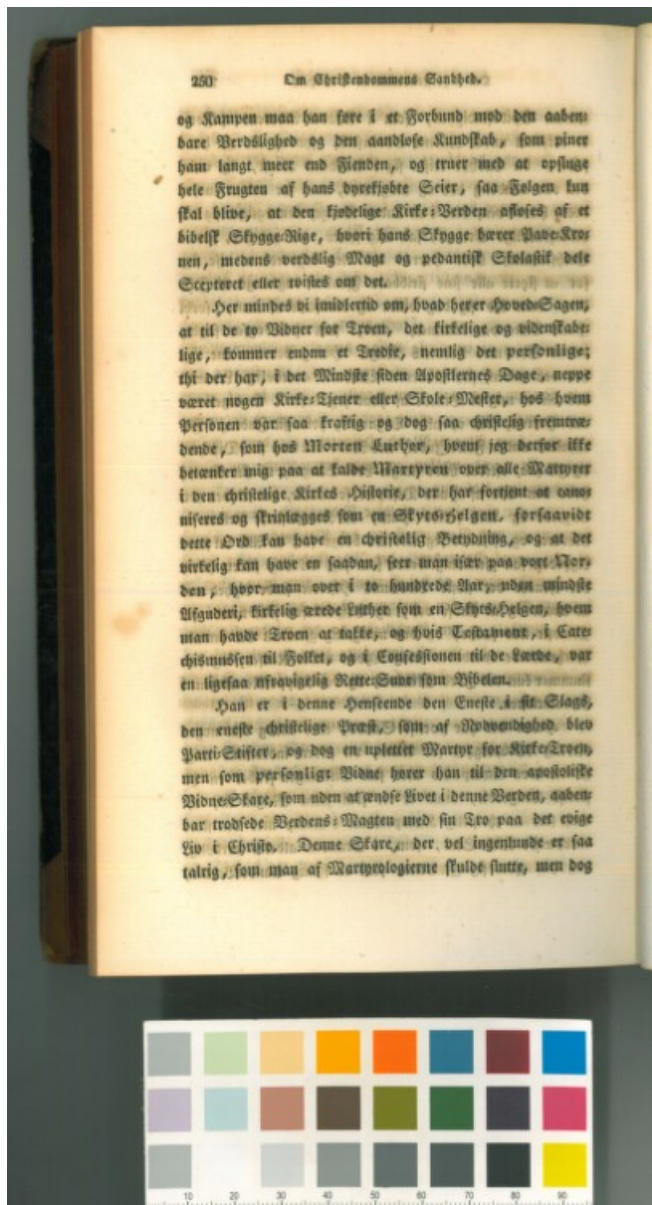 250 Om Christendommens Sandhed.
og Kampen maa han føre i et Forbund mod den aaben⸗
bare Verdslighed og den aandløse Kundskab, som piner
ham langt meer end Fienden, og truer med at opsluge
hele Frugten af hans dyrekjøbte Seier, saa Følgen kun
skal blive, at den kjødelige Kirke⸗Verden afløses af et
bibelsk Skygge⸗Rige, hvori hans Skygge bærer Pave⸗Kro⸗
nen, medens verdslig Magt og pedantisk Skolastik dele
Scepteret eller tvistes om det.
Her mindes vi imidlertid om, hvad her er Hoved⸗Sagen,
at til de to Vidner for Troen, det kirkelige og videnskabe⸗
lige, kommer endnu et Tredie, nemlig det personlige;
thi der har, i det Mindste siden Apostlernes Dage, neppe
været nogen Kirke⸗Tjener eller Skole⸗Mester, hos hvem
Personen var saa kraftig og dog saa christelig fremtræ⸗
dende, som hos Morten Luther, hvem jeg derfor ikke
betænker mig paa at kalde Martyren over alle Martyrer
i den christelige Kirkes Historie, der har fortjent at cano⸗
niseres og skrinlægges som en Skyts⸗Helgen, forsaavidt
dette Ord kan have en christelig Betydning, og at det
virkelig kan have en saadan, seer man især paa vort Nor⸗
den, hvor man over i to hundrede Aar, uden mindste
Afguderi, kirkelig ærede Luther som en Skyts⸗Helgen, hvem
man havde Troen at takke, og hvis Testament, i Cate⸗
chismussen til Folket, og i Confessionen til de Lærde, var
en ligesaa ufravigelig Rette⸗Snor som Bibelen.
Han er i denne Henseende den Eneste i sit Slags,
den eneste christelige Præst, som af Nødvendighed blev
Parti⸗Stifter, og dog en uplettet Martyr for Kirke⸗Troen,
men som personligt Vidne hører han til den apostoliske
Vidne⸗Skare, som uden at ændse Livet i denne Verden, aaben⸗
bar trodsede Verdens⸗Magten med sin Tro paa det evige
Liv i Christo. Denne Skare, der vel ingenlunde er saa
talrig, som man af Martyrologierne skulde slutte, men dog
10 20 30 40 50 60 70 80 90